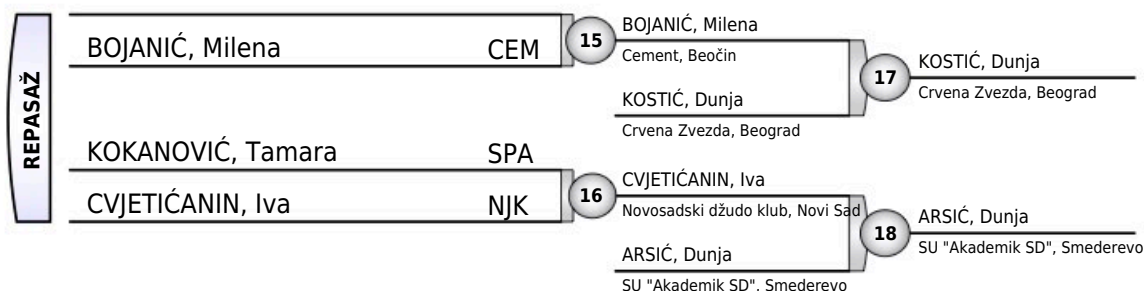 REPASAŽ
BOJANIĆ, Milena CEM
KOKANOVIĆ, Tamara SPA
CVJETIĆANIN, Iva NJK
15
16
BOJANIĆ, Milena
Cement, Beočin
KOSTIĆ, Dunja
Crvena Zvezda, Beograd
CVJETIĆANIN, Iva
Novosadski džudo klub, Novi Sad
ARSIĆ, Dunja
SU "Akademik SD", Smederevo
17
18
KOSTIĆ, Dunja
Crvena Zvezda, Beograd
ARSIĆ, Dunja
SU "Akademik SD", Smederevo